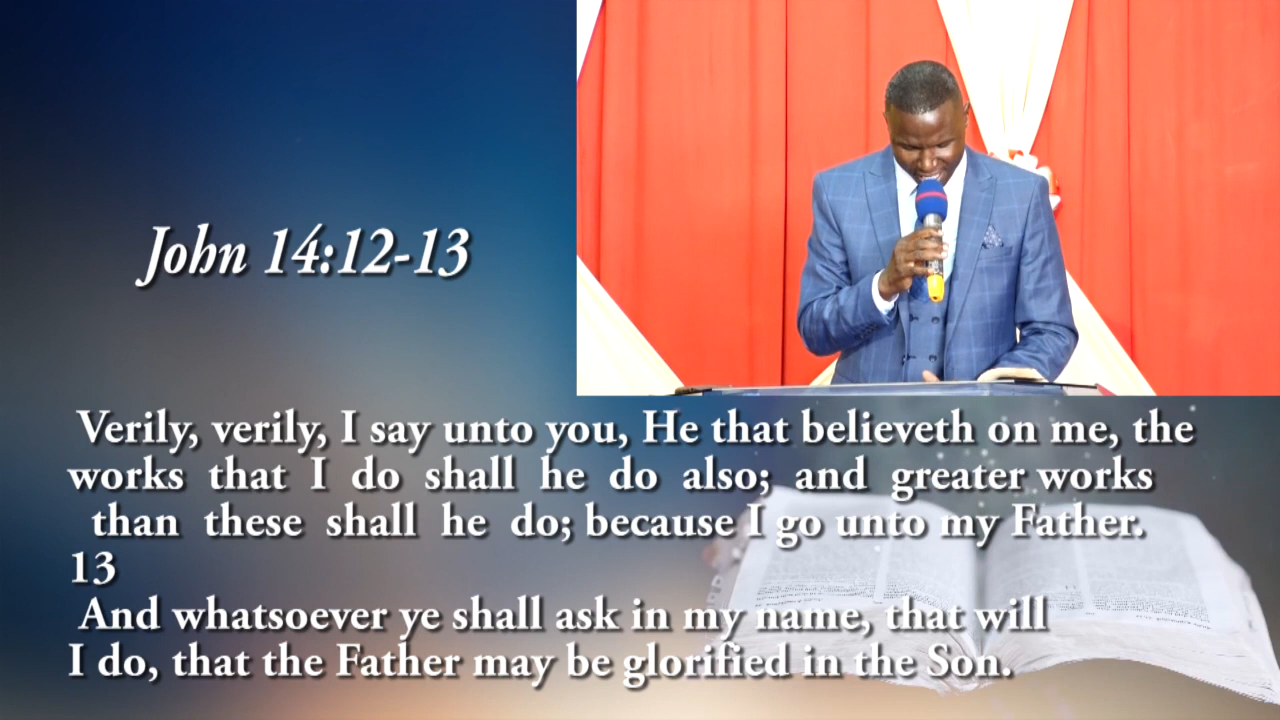 John 14:12-13
Verily, verily, I say unto you, He that believeth on me, the
works that I do shall he do also; and greater works
than these shall he do; because I go unto my Father.
13
And whatsoever ye shall ask in my name, that will
I do, that the Father may be glorified in the Son.